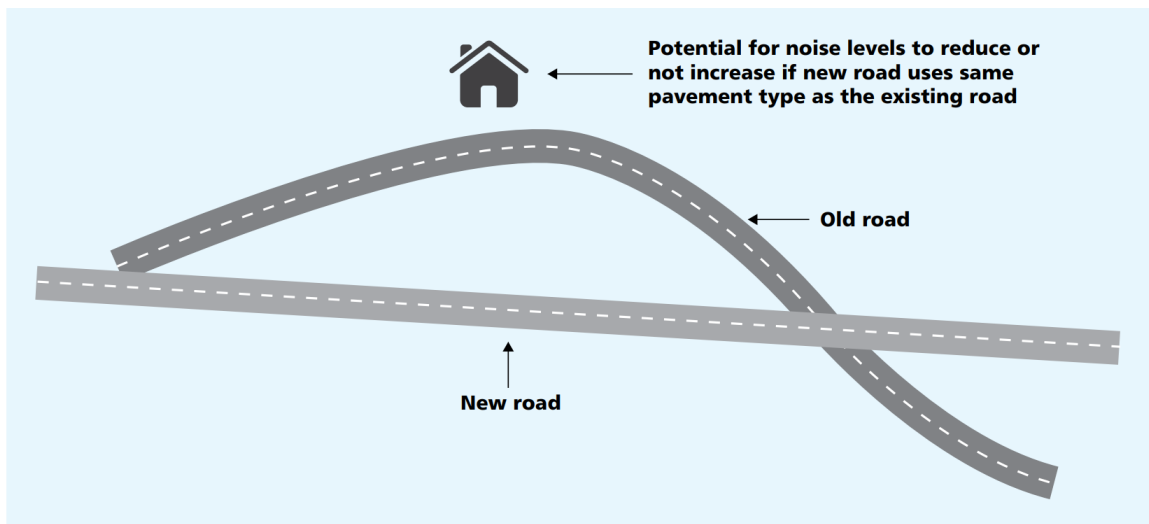 Potential for noise levels to reduce or
not increase if new road uses same
pavement type as the existing road
Old road
New road